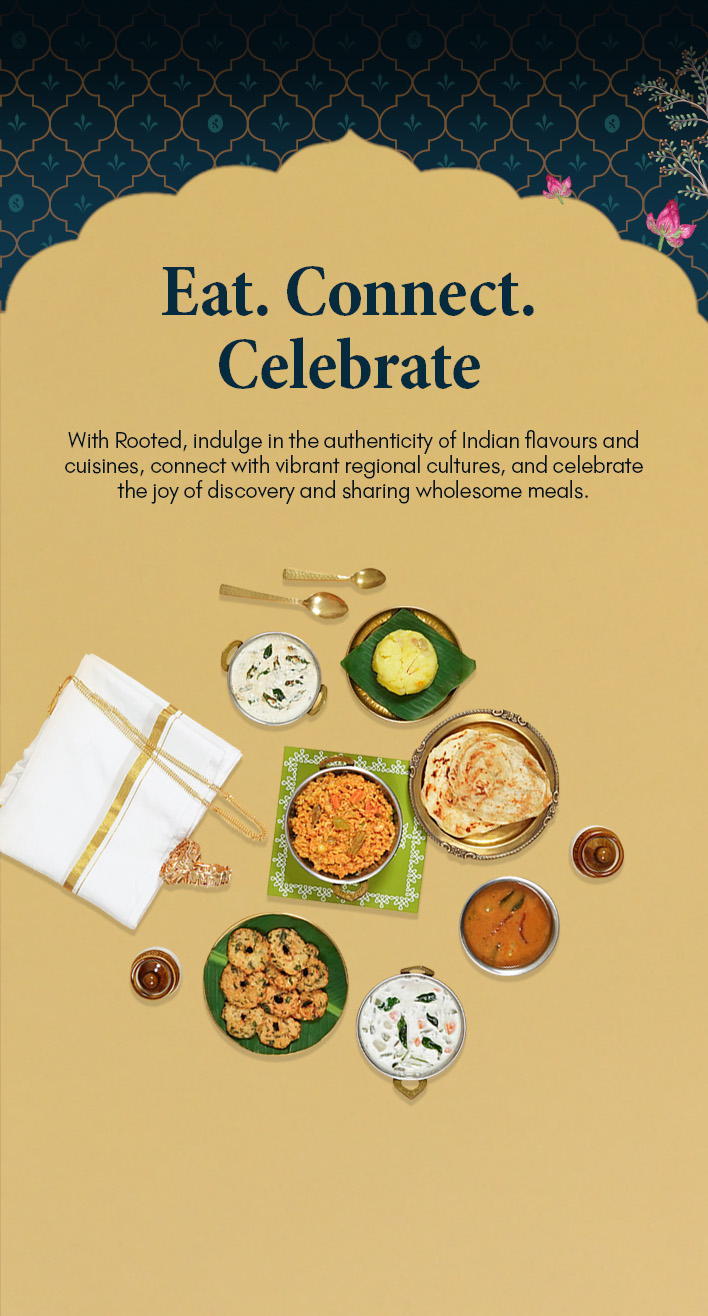 Eat. Connect.
Celebrate
With Rooted, indulge in the authenticity of Indian flavours and
cuisines, connect with vibrant regional cultures, and celebrate
the joy of discovery and sharing wholesome meals.